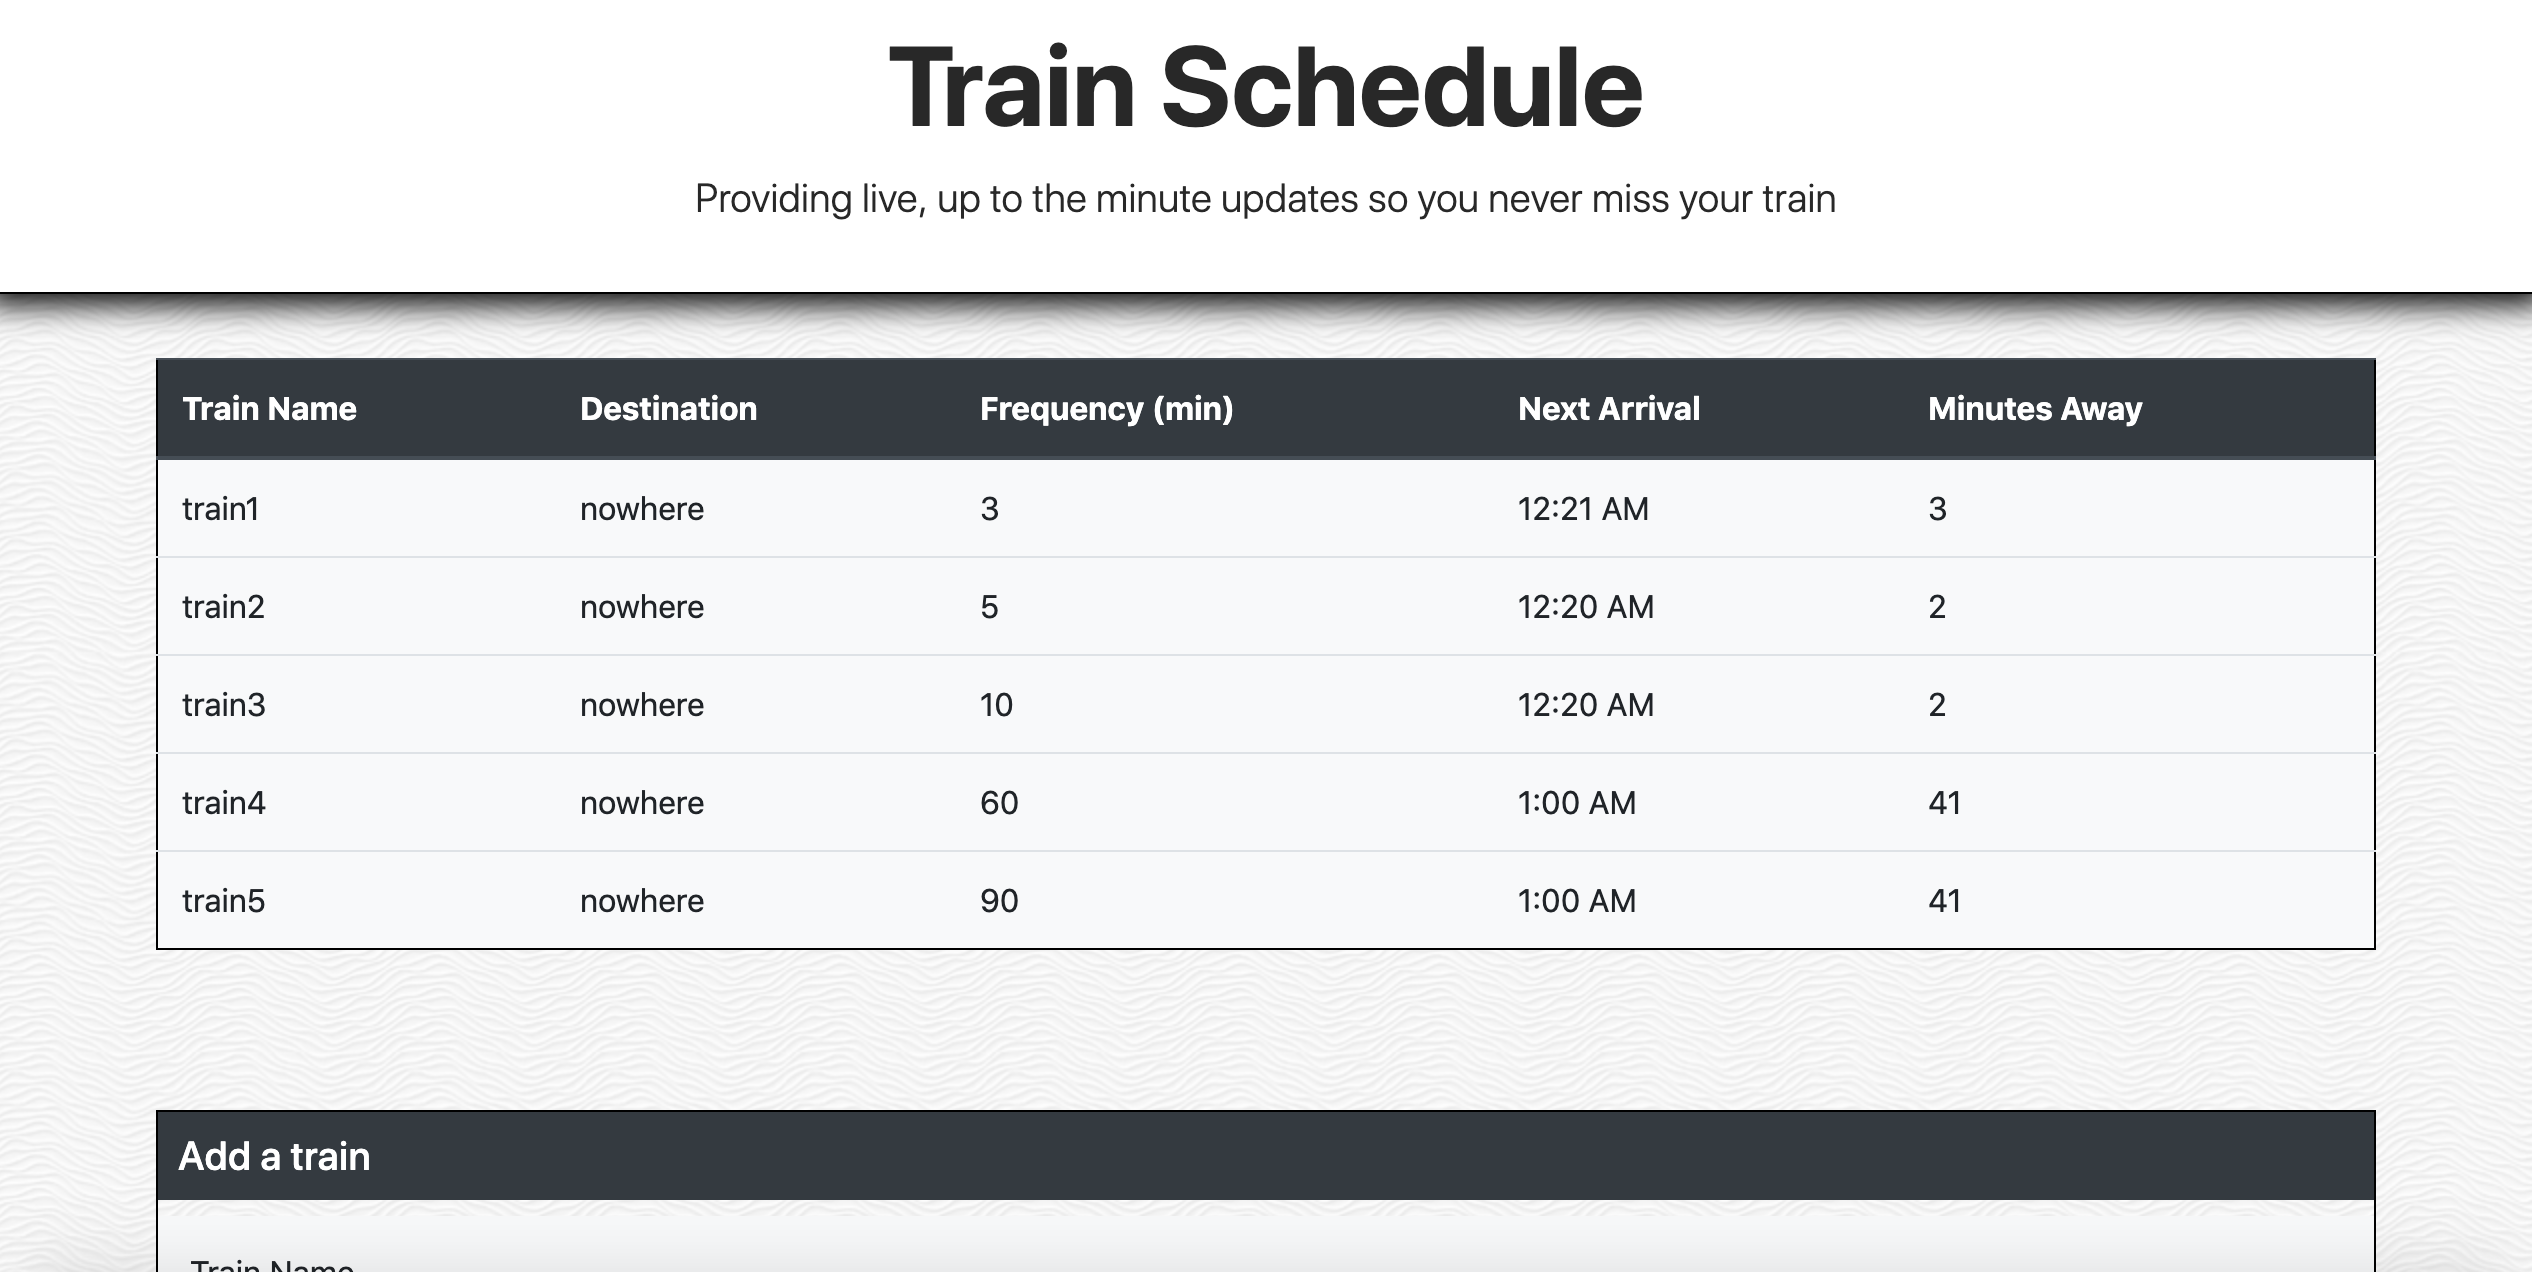 Train Schedule
Providing live, up to the minute updates so you never miss your train
Train Name Destination Frequency (min) Next Arrival Minutes Away
train1 nowhere 3 12:21 AM 3
train2 nowhere 5 12:20 AM 2
train3 nowhere 10 12:20 AM 2
train4 nowhere 60 1:00 AM 41
train5 nowhere 90 1:00 AM 41
Add a train
Train Name